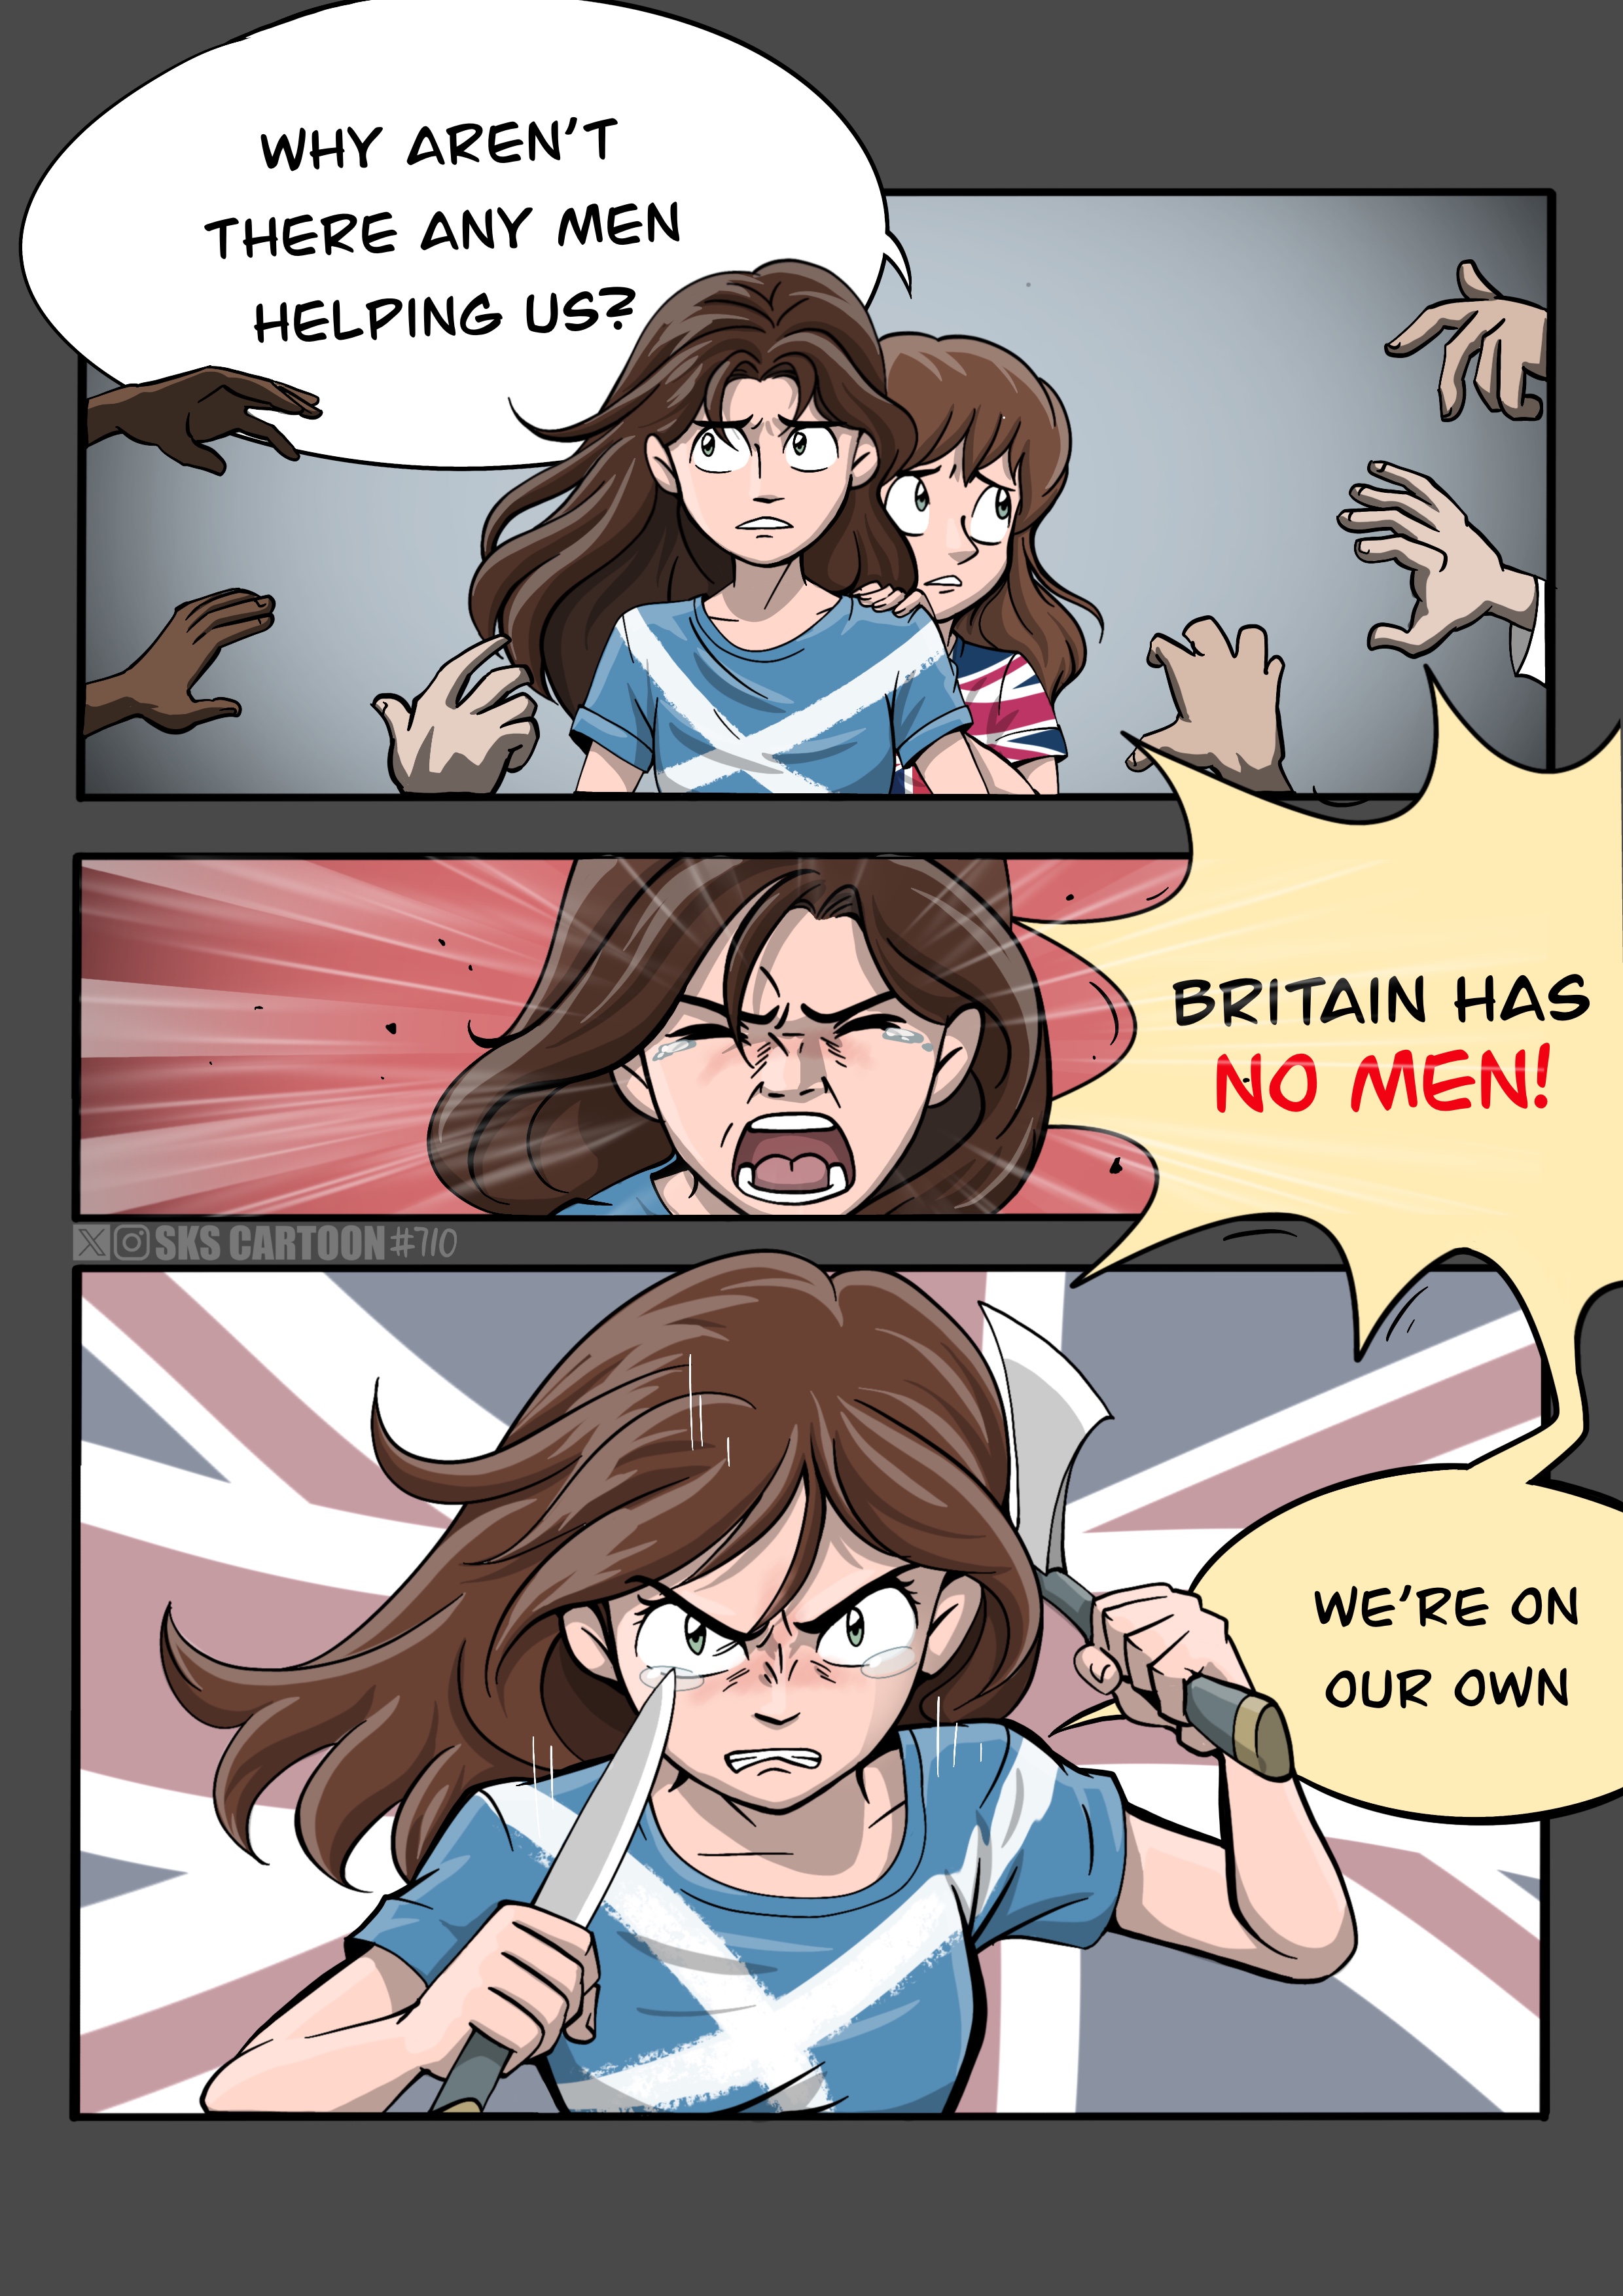 WHY AREN'T
THERE ANY MEN
HELPING US?
BRITAIN HAS
NO MEN!
SKS CARTOON #710
WE'RE ON
OUR OWN